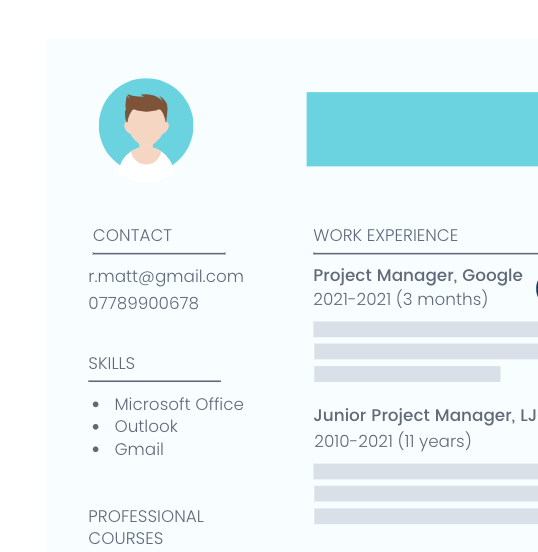 CONTACT
r.matt@gmail.com
07789900678
SKILLS
• Microsoft Office
• Outlook
• Gmail
PROFESSIONAL
COURSES
WORK EXPERIENCE
Project Manager, Google
2021-2021 (3 months)
Junior Project Manager, LJ
2010-2021 (11 years)